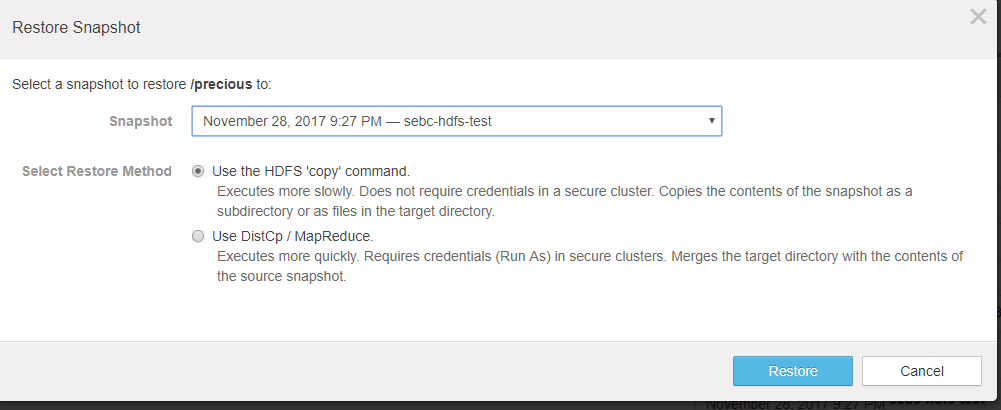 Restore Snapshot
Select a snapshot to restore /precious to:
Snapshot November 28, 2017 9:27 PM — sebc-hdfs-test
Select Restore Method Use the HDFS 'copy' command.
Executes more slowly. Does not require credentials in a secure cluster. Copies the contents of the snapshot as a
subdirectory or as files in the target directory.
Use DistCp / MapReduce.
Executes more quickly. Requires credentials (Run As) in secure clusters. Merges the target directory with the contents of
the source snapshot.
Restore Cancel
November 28, 2017 9:27 PM